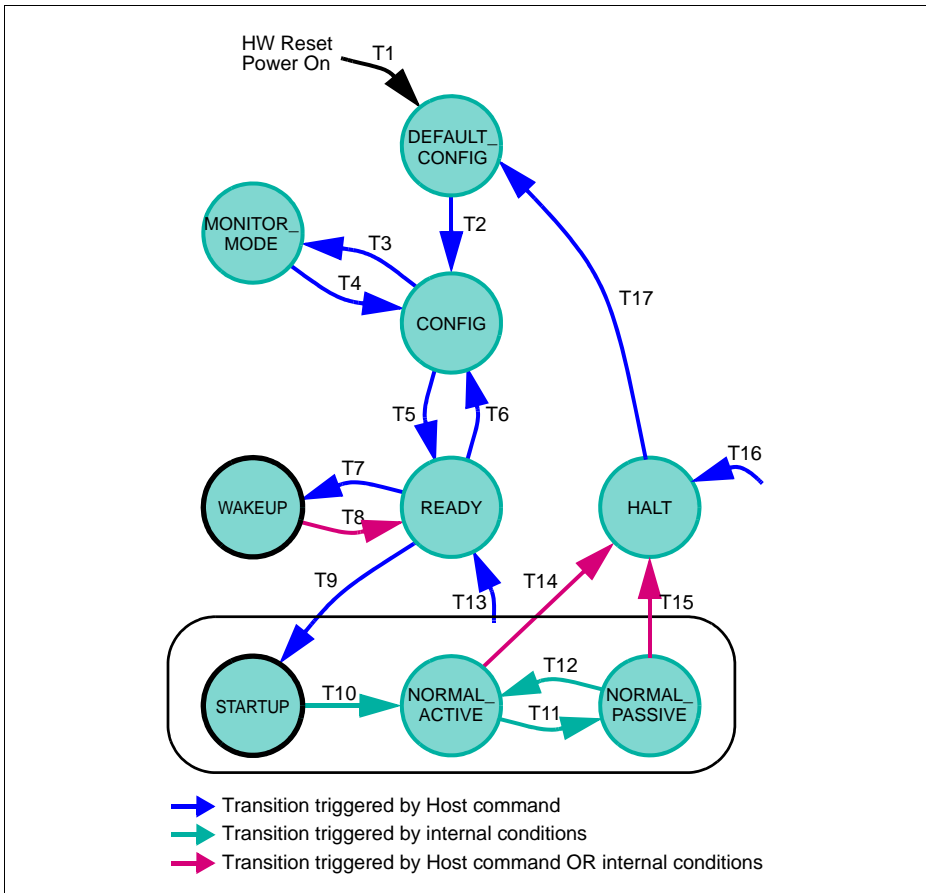 HW Reset
Power On
T1
DEFAULT_
CONFIG
T2
MONITOR_
MODE
T3
T4
CONFIG
T17
T5
T6
T16
T7
WAKEUP
T8
READY
HALT
T9
T13
T14
T15
STARTUP
T10
NORMAL_
ACTIVE
T12
T11
NORMAL_
PASSIVE
Transition triggered by Host command
Transition triggered by internal conditions
Transition triggered by Host command OR internal conditions